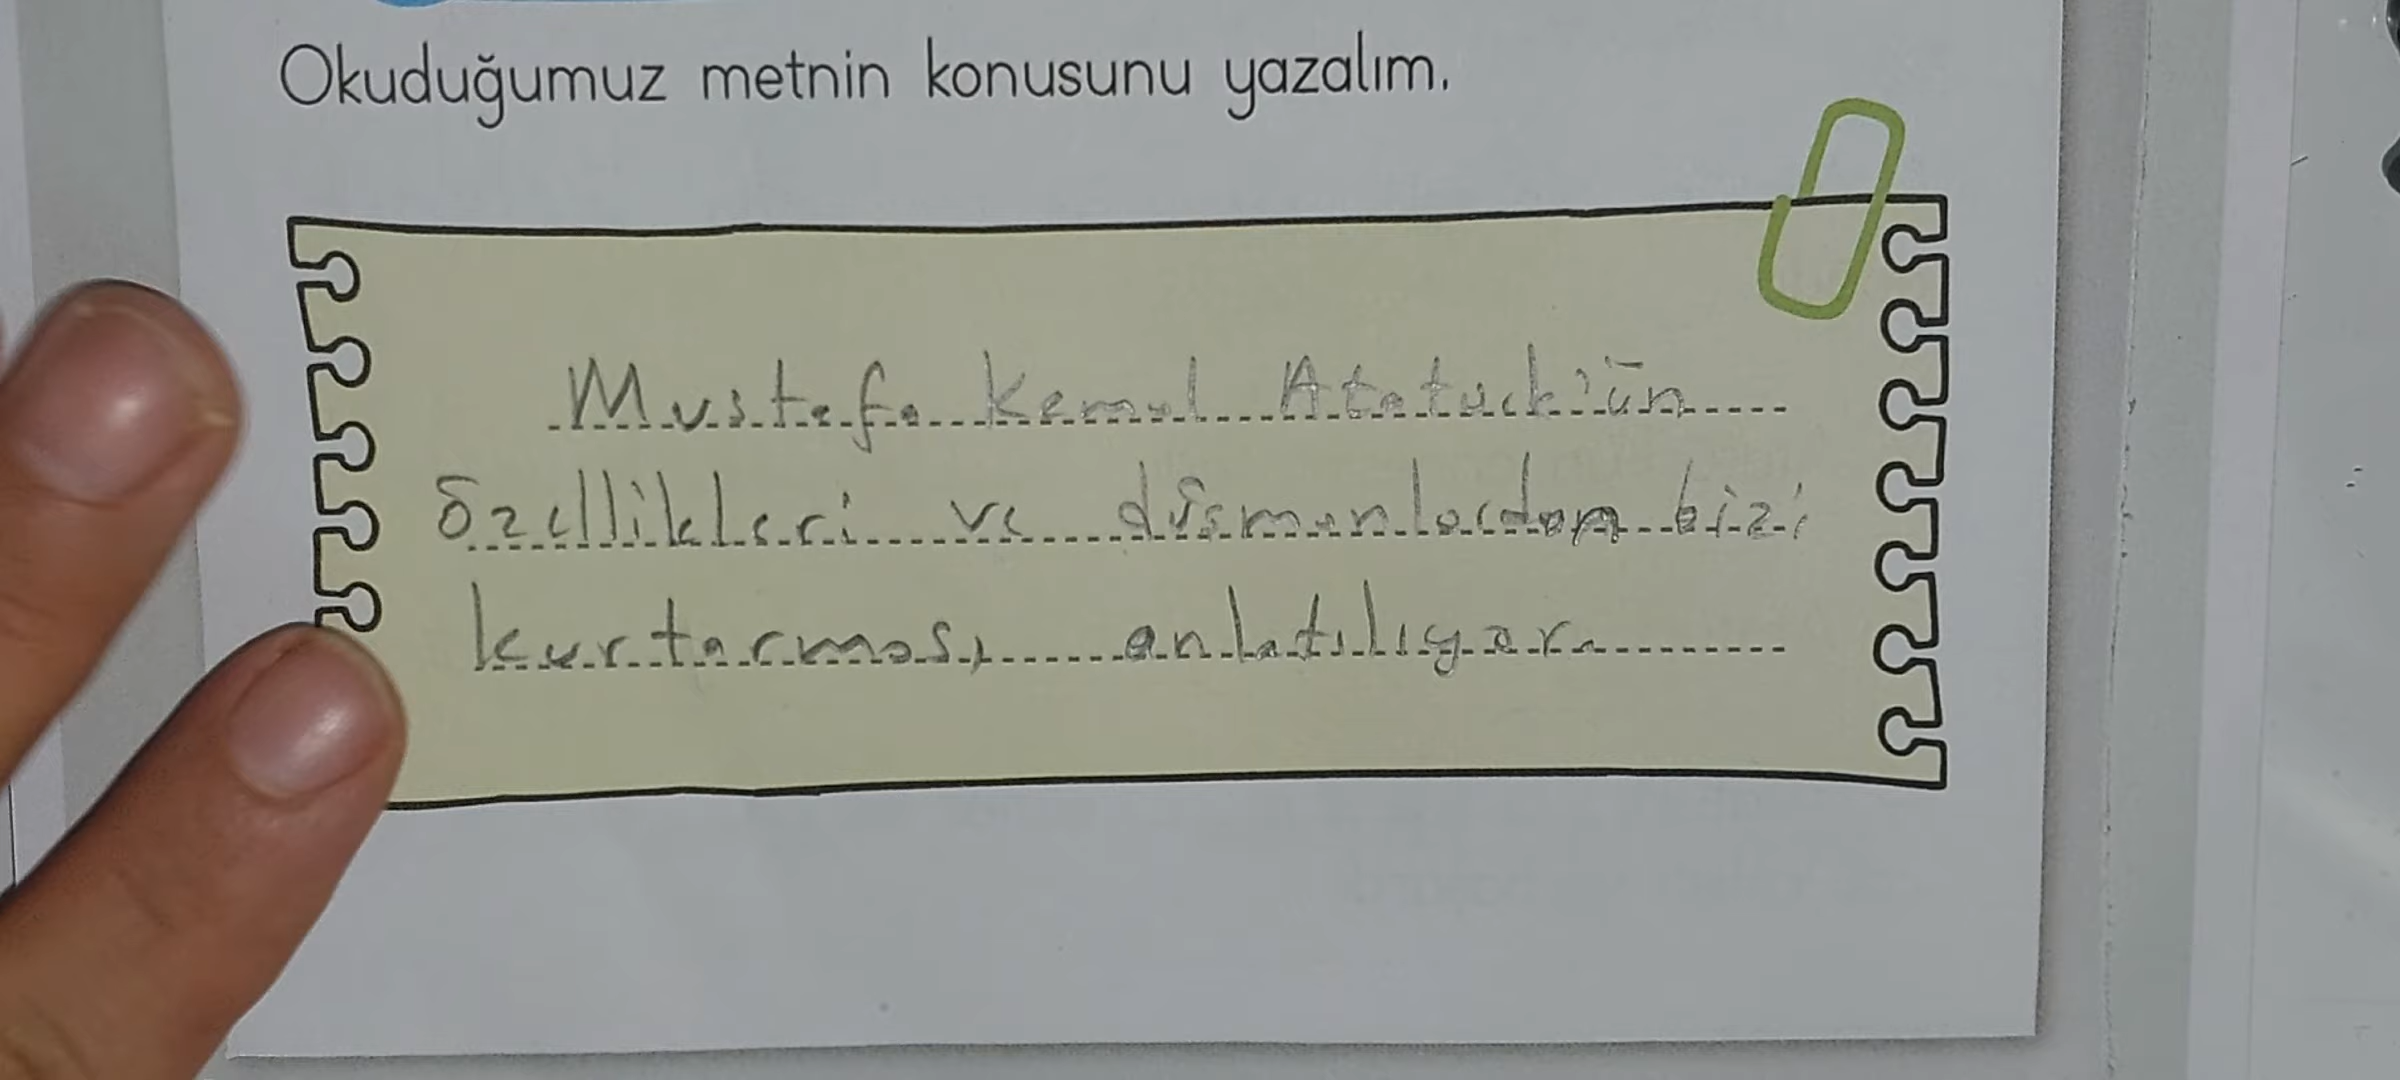 Okuduğumuz metnin konusunu yazalım.
Mustafa Kemal Atatürk'ün
özellikleri ve düşmanlardan bizi
kurtarması anlatılıyor.